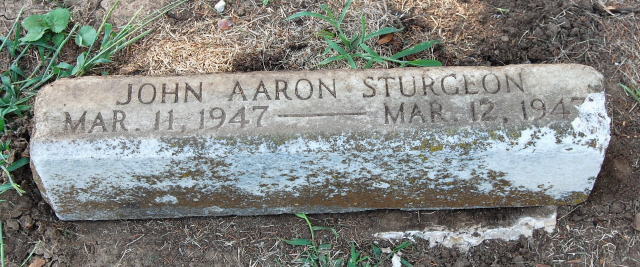 JOHN AARON STURGEON
MAR. 11, 1947 — MAR. 12, 1947